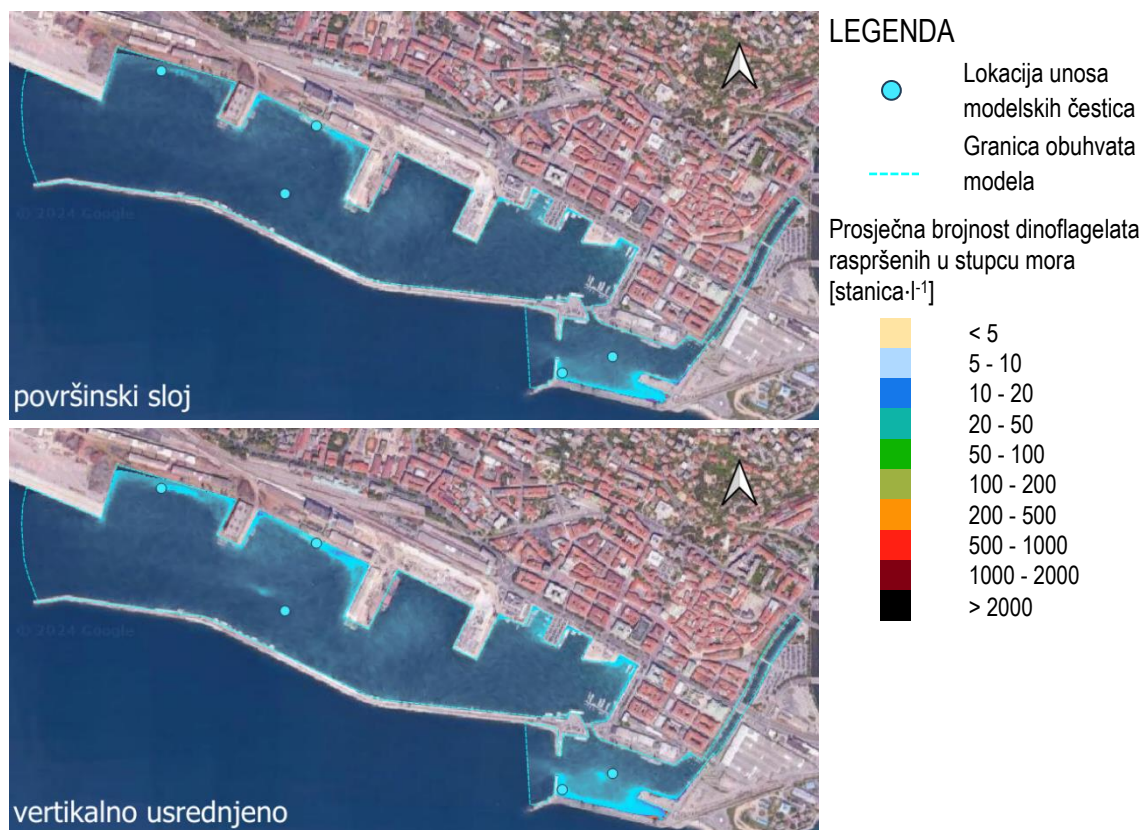 LEGENDA
Lokacija unosa
modelskih čestica
Granica obuhvata
modela
Prosječna brojnost dinoflagelata
raspršenih u stupcu mora
[stanica·l⁻¹]
< 5
5 - 10
10 - 20
20 - 50
50 - 100
100 - 200
200 - 500
500 - 1000
1000 - 2000
> 2000
© 2024 Google
površinski sloj
© 2024 Google
vertikalno usrednjeno